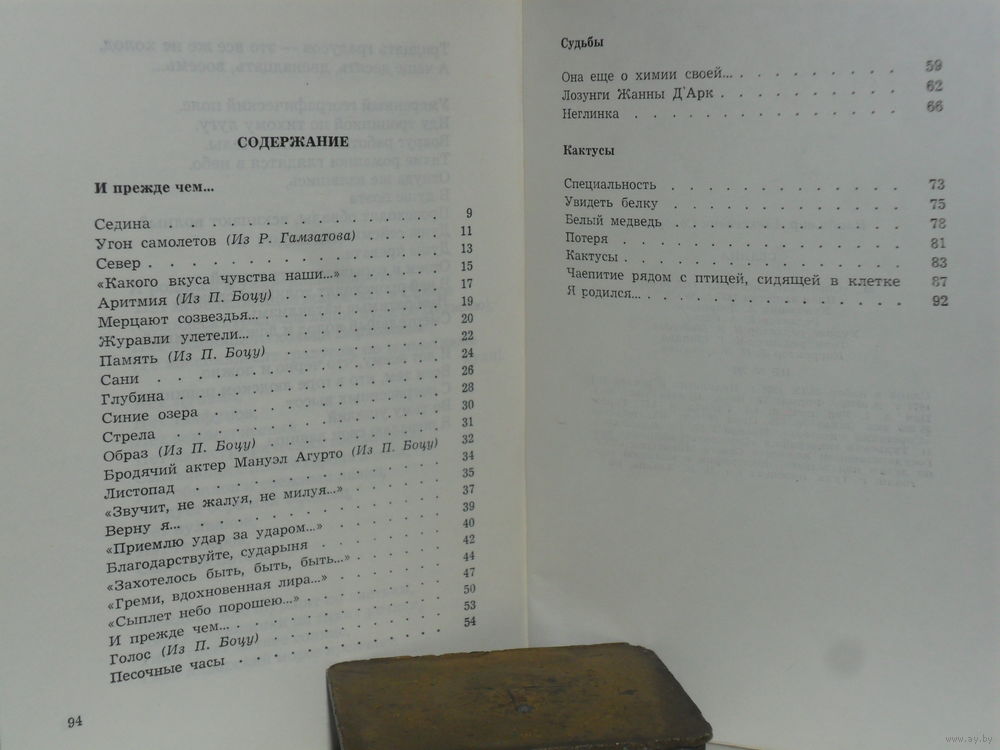 СОДЕРЖАНИЕ
И прежде чем...
Седина . . . . . . . . . . . . . . . . 9
Угон самолетов (Из Р. Гамзатова) . . . . . 11
Север . . . . . . . . . . . . . . . . 13
«Какого вкуса чувства наши...» . . . . . . 15
Аритмия (Из П. Боцу) . . . . . . . . . 17
Мерцают созвездья... . . . . . . . . . . 19
Журавли улетели... . . . . . . . . . . 20
Память (Из П. Боцу) . . . . . . . . . 22
Сани . . . . . . . . . . . . . . . . 24
Глубина . . . . . . . . . . . . . . . 26
Синие озера . . . . . . . . . . . . . 28
Стрела . . . . . . . . . . . . . . . 30
Образ (Из П. Боцу) . . . . . . . . . . 31
Бродячий актер Мануэл Агурто (Из П. Боцу) 32
Листопад . . . . . . . . . . . . . . 34
«Звучит, не жалуя, не милуя...» . . . . . . 35
Верну я... . . . . . . . . . . . . . . 37
«Приемлю удар за ударом...» . . . . . . . 39
Благодарствуйте, сударыня . . . . . . . 40
«Захотелось быть, быть, быть...» . . . . . 42
«Греми, вдохновенная лира...» . . . . . . 44
«Сыплет небо порошею...» . . . . . . . . 47
И прежде чем... . . . . . . . . . . . . 50
Голос (Из П. Боцу) . . . . . . . . . . 53
Песочные часы . . . . . . . . . . . . 54
94
Судьбы
Она еще о химии своей... . . . . . . . . 59
Лозунги Жанны Д'Арк . . . . . . . . . . 62
Неглинка . . . . . . . . . . . . . . 66
Кактусы
Специальность . . . . . . . . . . . . 73
Увидеть белку . . . . . . . . . . . . 75
Белый медведь . . . . . . . . . . . . 78
Потеря . . . . . . . . . . . . . . . 81
Кактусы . . . . . . . . . . . . . . . 83
Чаепитие рядом с птицей, сидящей в клетке 87
Я родился... . . . . . . . . . . . . . 92
www.ay.by